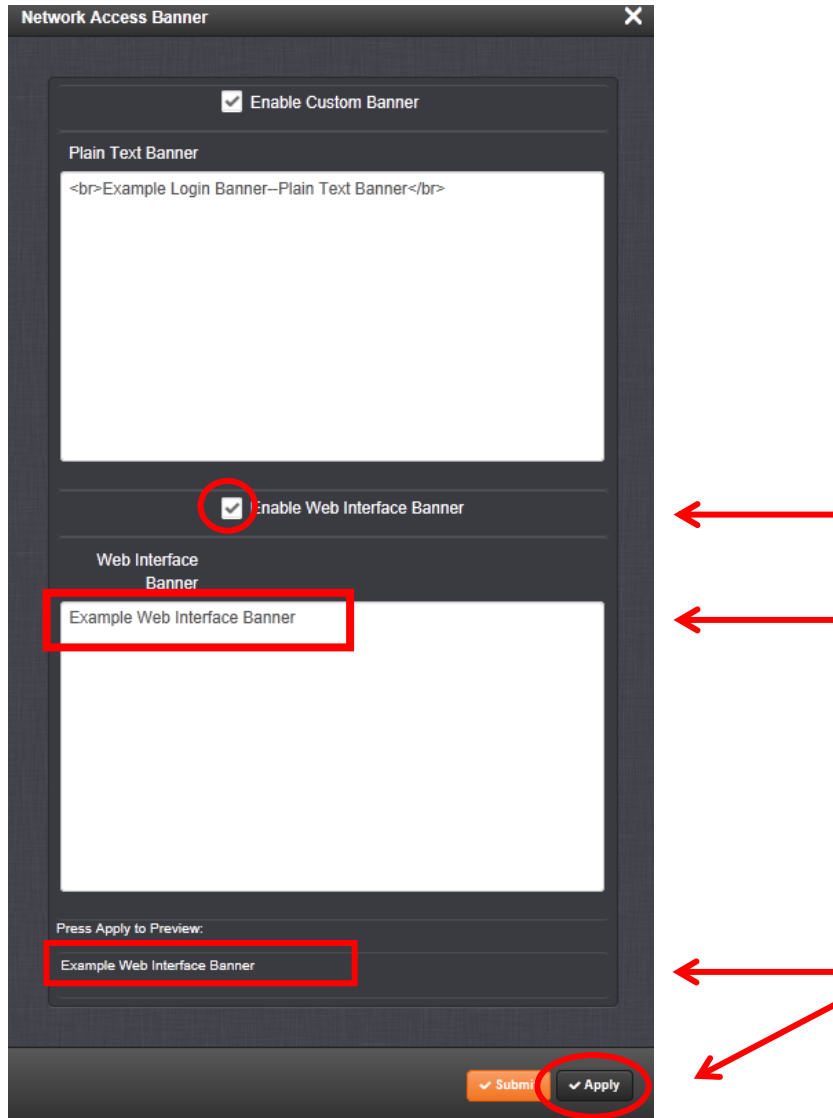 Network Access Banner
Enable Custom Banner
Plain Text Banner
<br>Example Login Banner--Plain Text Banner</br>
Enable Web Interface Banner
Web Interface
Banner
Example Web Interface Banner
Press Apply to Preview:
Example Web Interface Banner
Submit Apply